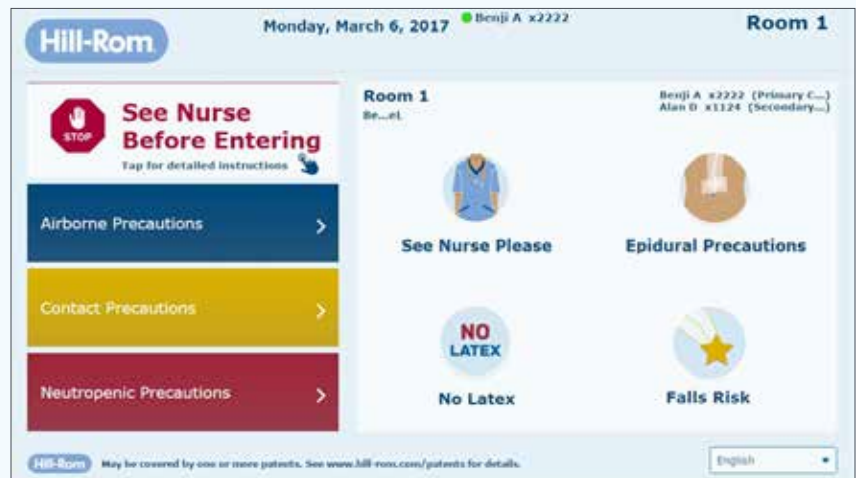 Hill-Rom
Monday, March 6, 2017
Benji A x2222
Room 1
STOP
See Nurse
Before Entering
Tap for detailed instructions
Airborne Precautions
Contact Precautions
Neutropenic Precautions
Room 1
Be...el.
Benji A x2222 (Primary C...)
Alan D x1124 (Secondary...)
See Nurse Please
Epidural Precautions
NO
LATEX
No Latex
Falls Risk
Hill-Rom May be covered by one or more patents. See www.hill-rom.com/patents for details.
English